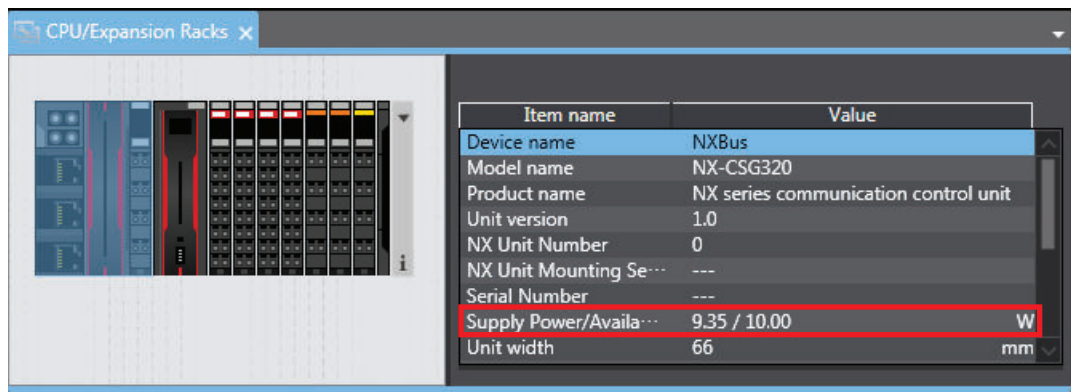 CPU/Expansion Racks
Item name Value
Device name NXBus
Model name NX-CSG320
Product name NX series communication control unit
Unit version 1.0
NX Unit Number 0
NX Unit Mounting Se··· ---
Serial Number ---
Supply Power/Availa··· 9.35 / 10.00 W
Unit width 66 mm
i